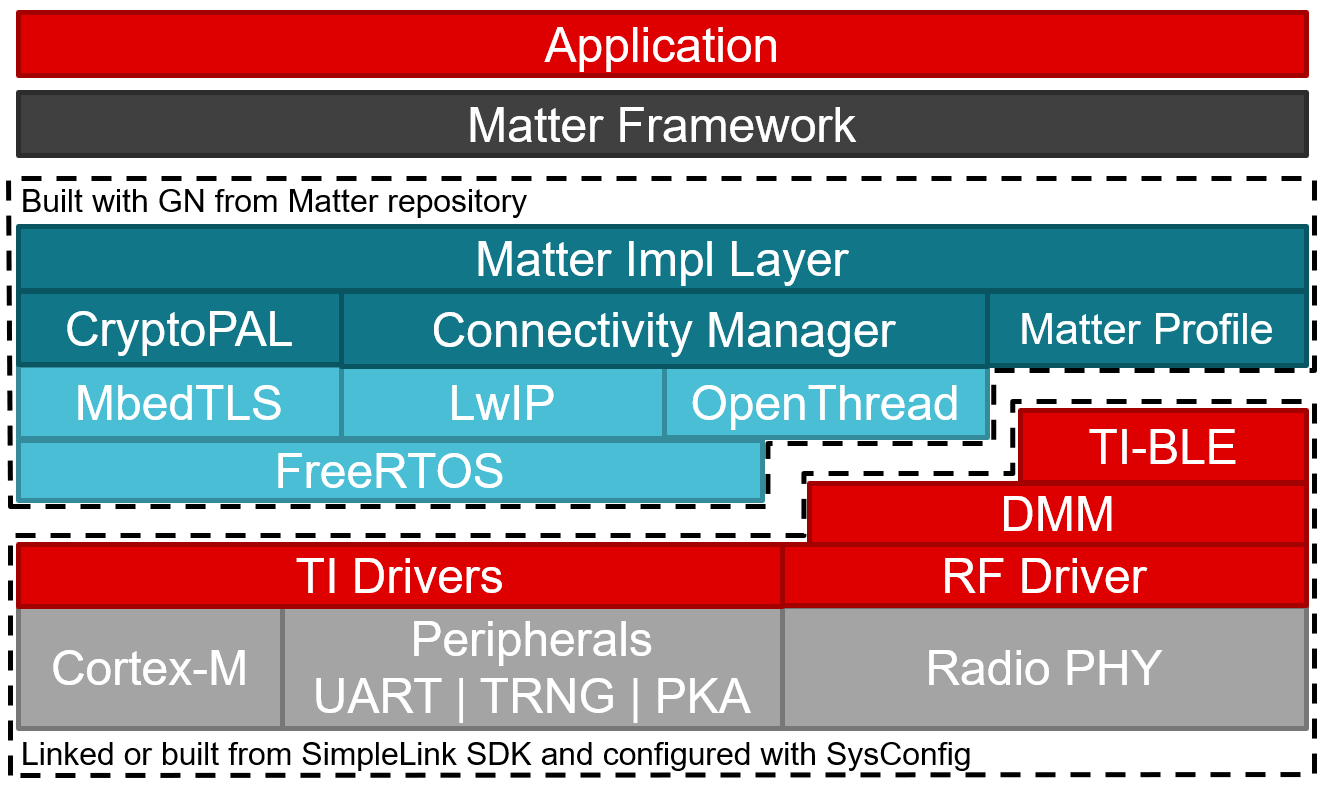 Application
Matter Framework
Built with GN from Matter repository
Matter Impl Layer
CryptoPAL
Connectivity Manager
Matter Profile
MbedTLS
LwIP
OpenThread
TI-BLE
FreeRTOS
DMM
TI Drivers
RF Driver
Cortex-M
Peripherals
UART | TRNG | PKA
Radio PHY
Linked or built from SimpleLink SDK and configured with SysConfig